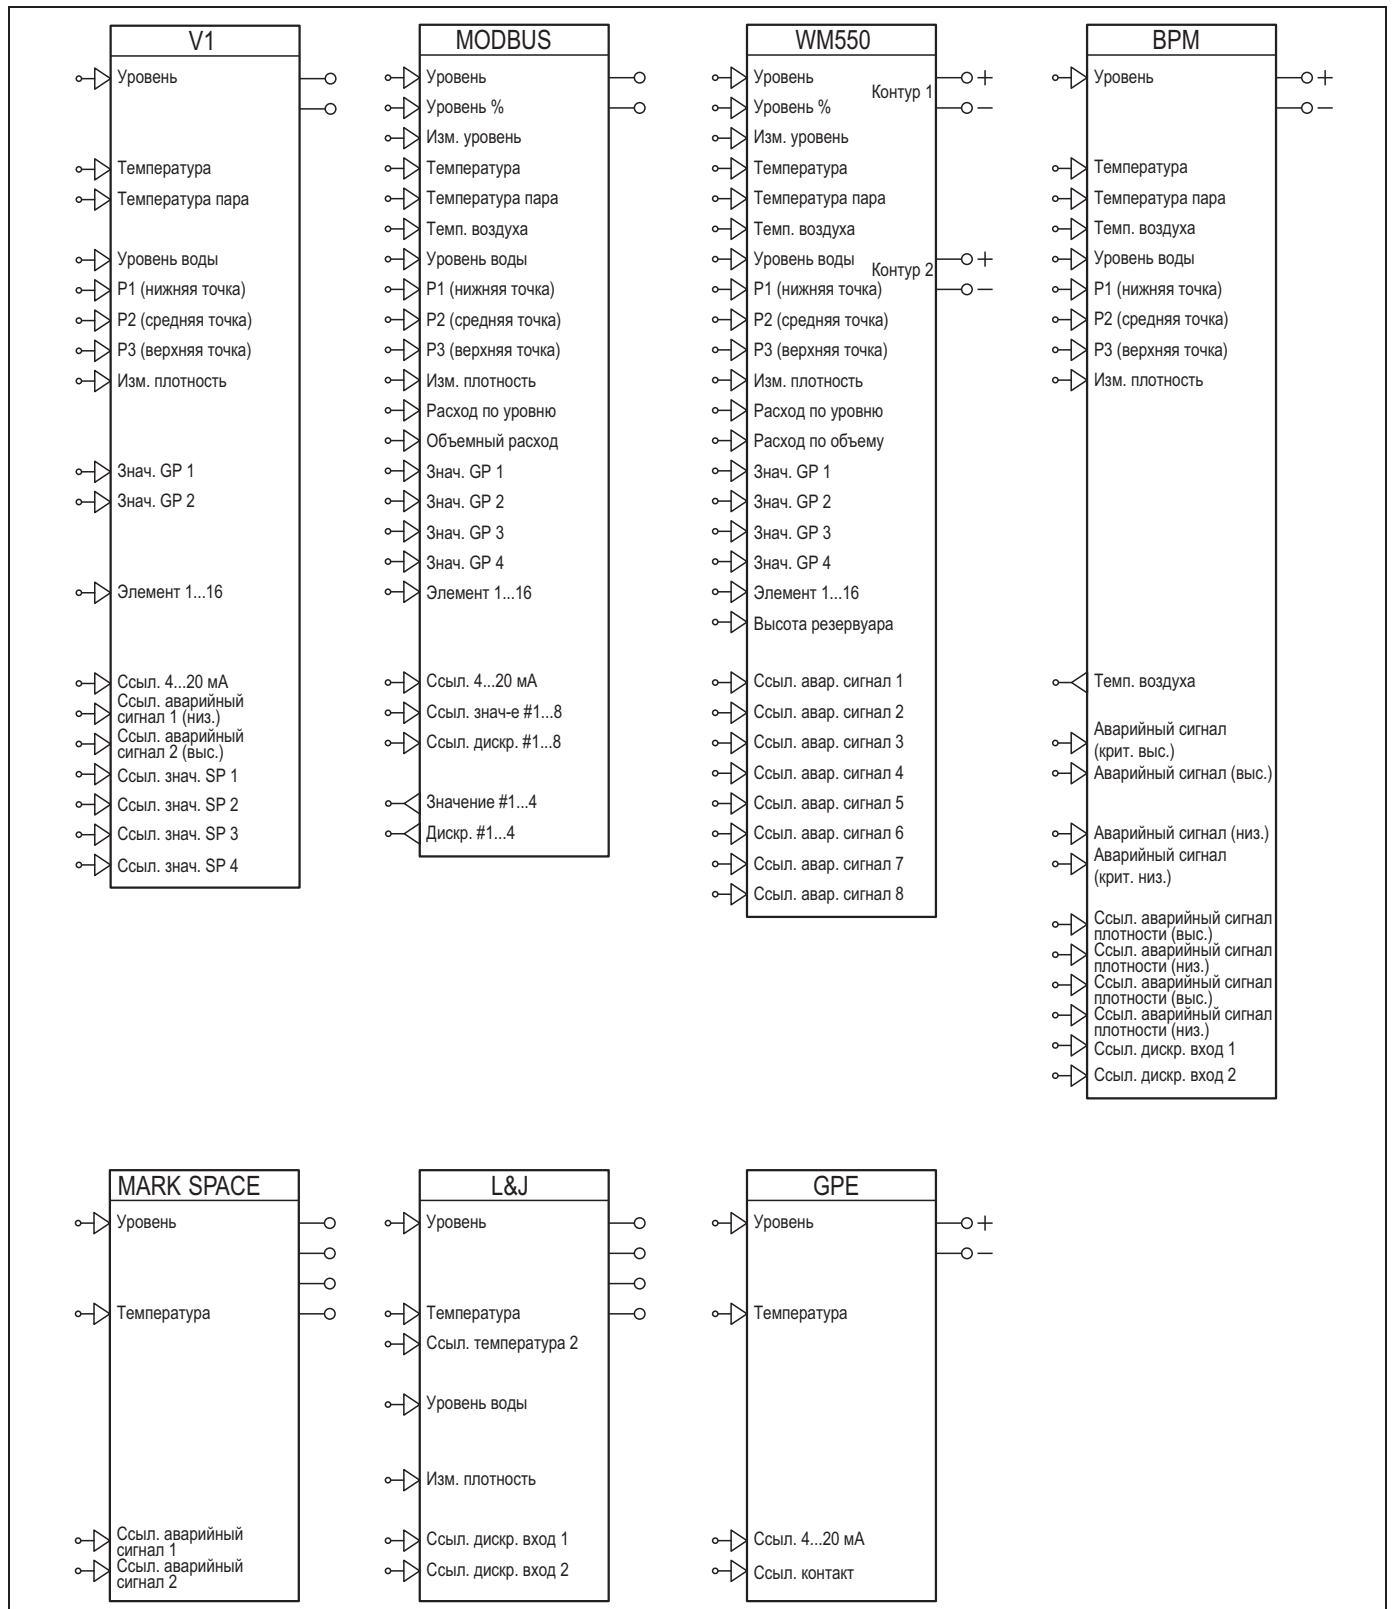 V1
Уровень
Температура
Температура пара
Уровень воды
P1 (нижняя точка)
P2 (средняя точка)
P3 (верхняя точка)
Изм. плотность
Знач. GP 1
Знач. GP 2
Элемент 1...16
Ссыл. 4...20 мА
Ссыл. аварийный
сигнал 1 (низ.)
Ссыл. аварийный
сигнал 2 (выс.)
Ссыл. знач. SP 1
Ссыл. знач. SP 2
Ссыл. знач. SP 3
Ссыл. знач. SP 4
MODBUS
Уровень
Уровень %
Изм. уровень
Температура
Температура пара
Темп. воздуха
Уровень воды
P1 (нижняя точка)
P2 (средняя точка)
P3 (верхняя точка)
Изм. плотность
Расход по уровню
Объемный расход
Знач. GP 1
Знач. GP 2
Знач. GP 3
Знач. GP 4
Элемент 1...16
Ссыл. 4...20 мА
Ссыл. знач-е #1...8
Ссыл. дискр. #1...8
Значение #1...4
Дискр. #1...4
WM550
Уровень
Контур 1
+
Уровень %
–
Изм. уровень
Температура
Температура пара
Темп. воздуха
Уровень воды
Контур 2
+
P1 (нижняя точка)
–
P2 (средняя точка)
P3 (верхняя точка)
Изм. плотность
Расход по уровню
Расход по объему
Знач. GP 1
Знач. GP 2
Знач. GP 3
Знач. GP 4
Элемент 1...16
Высота резервуара
Ссыл. авар. сигнал 1
Ссыл. авар. сигнал 2
Ссыл. авар. сигнал 3
Ссыл. авар. сигнал 4
Ссыл. авар. сигнал 5
Ссыл. авар. сигнал 6
Ссыл. авар. сигнал 7
Ссыл. авар. сигнал 8
BPM
Уровень
+
–
Температура
Температура пара
Темп. воздуха
Уровень воды
P1 (нижняя точка)
P2 (средняя точка)
P3 (верхняя точка)
Изм. плотность
Темп. воздуха
Аварийный сигнал
(крит. выс.)
Аварийный сигнал (выс.)
Аварийный сигнал (низ.)
Аварийный сигнал
(крит. низ.)
Ссыл. аварийный сигнал
плотности (выс.)
Ссыл. аварийный сигнал
плотности (низ.)
Ссыл. аварийный сигнал
плотности (выс.)
Ссыл. аварийный сигнал
плотности (низ.)
Ссыл. дискр. вход 1
Ссыл. дискр. вход 2
MARK SPACE
Уровень
Температура
Ссыл. аварийный
сигнал 1
Ссыл. аварийный
сигнал 2
L&J
Уровень
Температура
Ссыл. температура 2
Уровень воды
Изм. плотность
Ссыл. дискр. вход 1
Ссыл. дискр. вход 2
GPE
Уровень
+
–
Температура
Ссыл. 4...20 мА
Ссыл. контакт